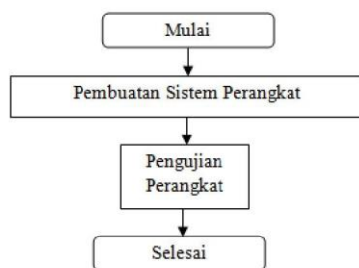 Mulai
Pembuatan Sistem Perangkat
Pengujian
Perangkat
Selesai